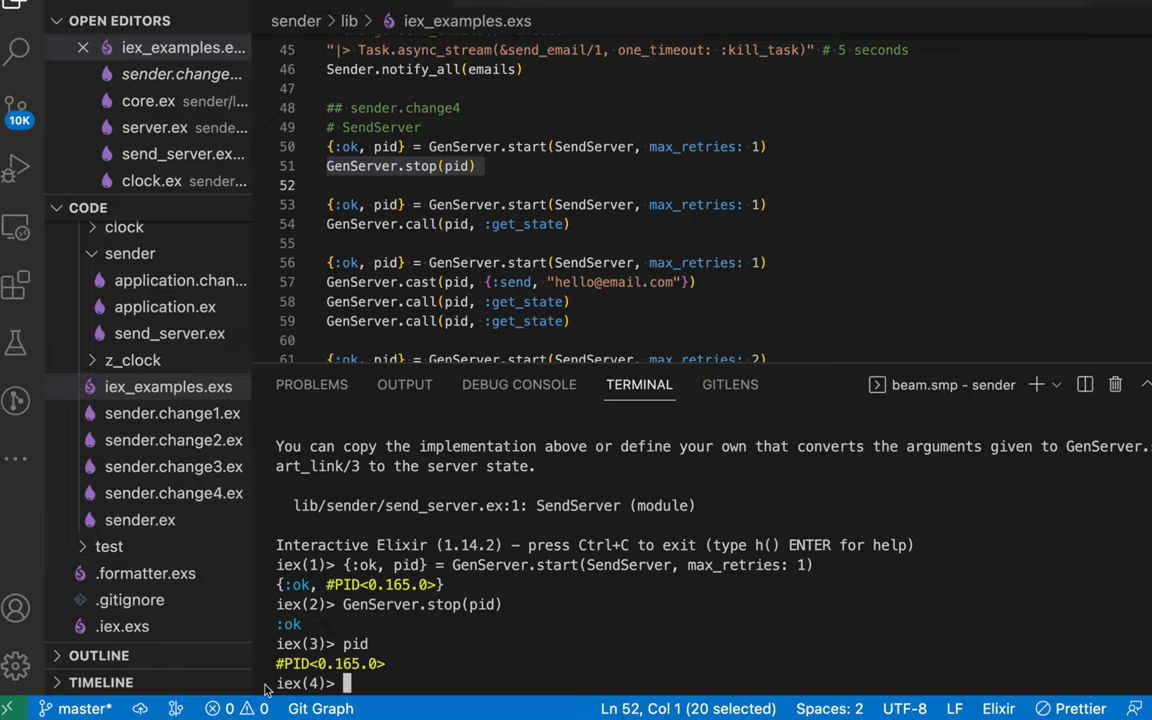 OPEN EDITORS
iex_examples.e...
sender.change...
core.ex sender/l...
server.ex sende...
send_server.ex...
clock.ex sender...
10K
CODE
clock
sender
application.chan...
application.ex
send_server.ex
z_clock
iex_examples.exs
sender.change1.ex
sender.change2.ex
sender.change3.ex
sender.change4.ex
sender.ex
test
.formatter.exs
.gitignore
.iex.exs
OUTLINE
TIMELINE
sender > lib > iex_examples.exs
45 "|> Task.async_stream(&send_email/1, one_timeout: :kill_task)" # 5 seconds
46 Sender.notify_all(emails)
47
48 ## sender.change4
49 # SendServer
50 {:ok, pid} = GenServer.start(SendServer, max_retries: 1)
51 GenServer.stop(pid)
52
53 {:ok, pid} = GenServer.start(SendServer, max_retries: 1)
54 GenServer.call(pid, :get_state)
55
56 {:ok, pid} = GenServer.start(SendServer, max_retries: 1)
57 GenServer.cast(pid, {:send, "hello@email.com"})
58 GenServer.call(pid, :get_state)
59 GenServer.call(pid, :get_state)
60
61 {:ok, pid} = GenServer.start(SendServer, max_retries: 2)
PROBLEMS OUTPUT DEBUG CONSOLE TERMINAL GITLENS beam.smp - sender
You can copy the implementation above or define your own that converts the arguments given to GenServer.s
art_link/3 to the server state.
lib/sender/send_server.ex:1: SendServer (module)
Interactive Elixir (1.14.2) - press Ctrl+C to exit (type h() ENTER for help)
iex(1)> {:ok, pid} = GenServer.start(SendServer, max_retries: 1)
{:ok, #PID<0.165.0>}
iex(2)> GenServer.stop(pid)
:ok
iex(3)> pid
#PID<0.165.0>
iex(4)>
master* 0 0 Git Graph Ln 52, Col 1 (20 selected) Spaces: 2 UTF-8 LF Elixir Prettier